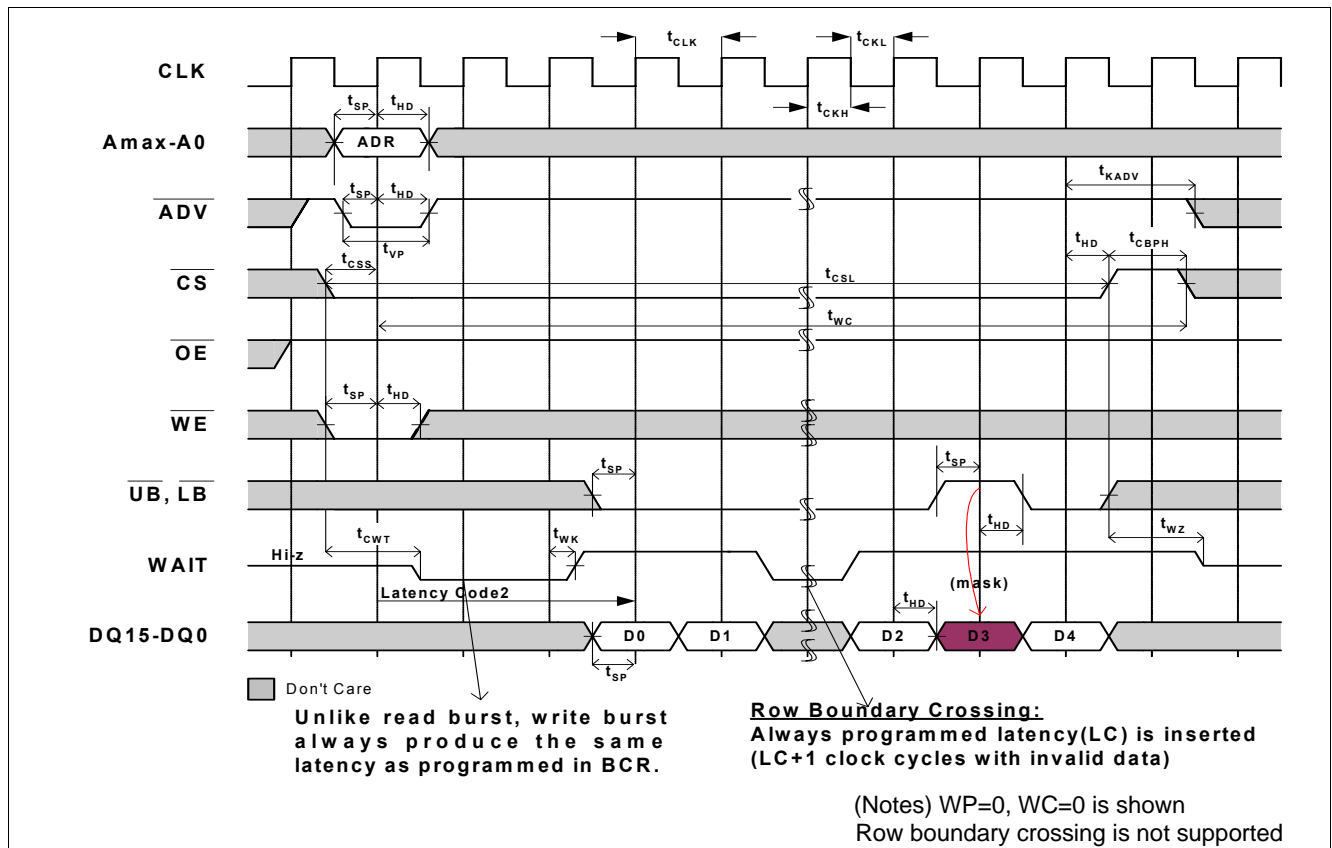 t_CLK t_CKL
CLK
t_SP t_HD t_CKH
Amax-A0 ADR
t_KADV
t_SP t_HD
ADV
t_VP t_HD t_CBPH
t_CSS
CS t_CSL
t_WC
OE
t_SP t_HD
WE
t_SP t_SP
UB, LB
t_HD
t_CWT t_WK t_WZ
Hi-z
WAIT
Latency Code2 (mask)
t_HD
DQ15-DQ0 D0 D1 D2 D3 D4
t_SP
Don't Care
Unlike read burst, write burst
always produce the same
latency as programmed in BCR.
Row Boundary Crossing:
Always programmed latency(LC) is inserted
(LC+1 clock cycles with invalid data)
(Notes) WP=0, WC=0 is shown
Row boundary crossing is not supported